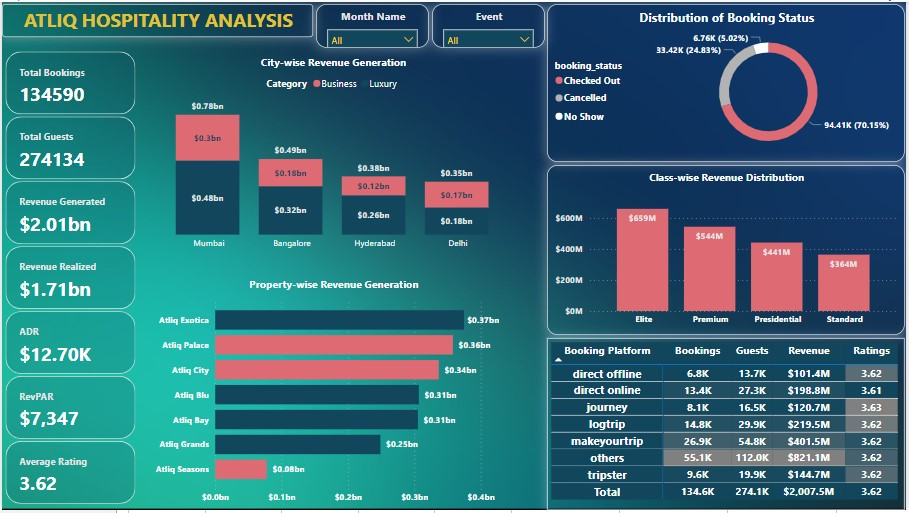 ATLIQ HOSPITALITY ANALYSIS
Month Name
All
Event
All
Total Bookings
134590
Total Guests
274134
Revenue Generated
$2.01bn
Revenue Realized
$1.71bn
ADR
$12.70K
RevPAR
$7,347
Average Rating
3.62
City-wise Revenue Generation
Category Business Luxury
$0.78bn
$0.3bn
$0.48bn
Mumbai
$0.49bn
$0.18bn
$0.32bn
Bangalore
$0.38bn
$0.12bn
$0.26bn
Hyderabad
$0.35bn
$0.17bn
$0.18bn
Delhi
Property-wise Revenue Generation
Atliq Exotica $0.37bn
Atliq Palace $0.36bn
Atliq City $0.34bn
Atliq Blu $0.31bn
Atliq Bay $0.31bn
Atliq Grands $0.25bn
Atliq Seasons $0.08bn
$0.0bn $0.1bn $0.2bn $0.3bn $0.4bn
Distribution of Booking Status
booking_status
Checked Out
Cancelled
No Show
6.76K (5.02%)
33.42K (24.83%)
94.41K (70.15%)
Class-wise Revenue Distribution
$600M
$400M
$200M
$0M
$659M
$544M
$441M
$364M
Elite Premium Presidential Standard
Booking Platform Bookings Guests Revenue Ratings
direct offline 6.8K 13.7K $101.4M 3.62
direct online 13.4K 27.3K $198.8M 3.61
journey 8.1K 16.5K $120.7M 3.63
logtrip 14.8K 29.9K $219.5M 3.62
makeyourtrip 26.9K 54.8K $401.5M 3.62
others 55.1K 112.0K $821.1M 3.62
tripster 9.6K 19.9K $144.7M 3.62
Total 134.6K 274.1K $2,007.5M 3.62